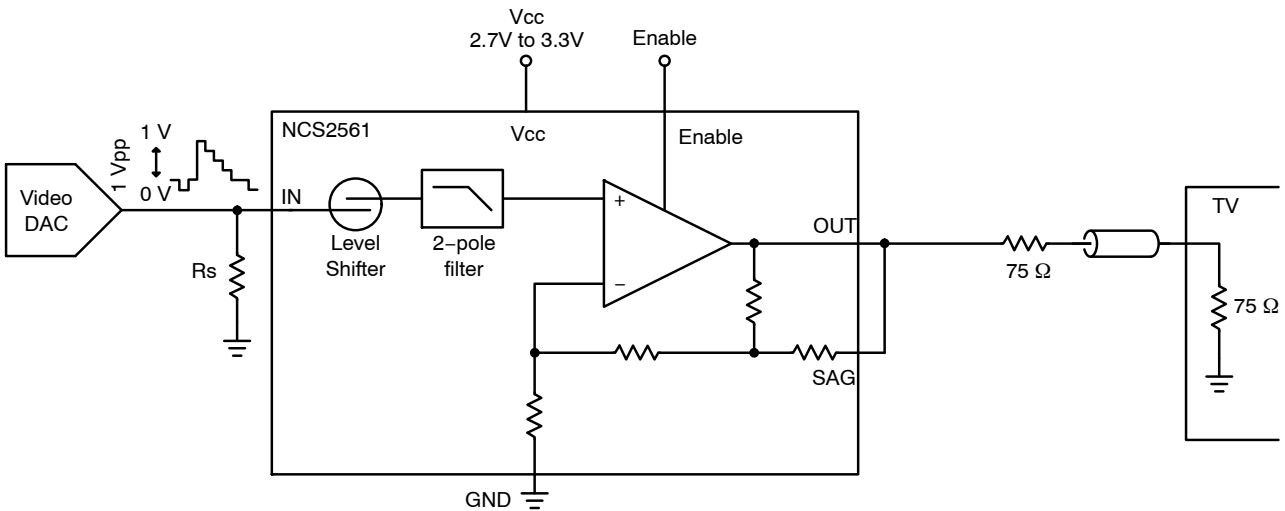 Vcc
2.7V to 3.3V
Enable
NCS2561
Vcc
Enable
1 Vpp
1 V
0 V
Video
DAC
IN
Level
Shifter
2−pole
filter
+
−
OUT
TV
Rs
75 Ω
75 Ω
SAG
GND